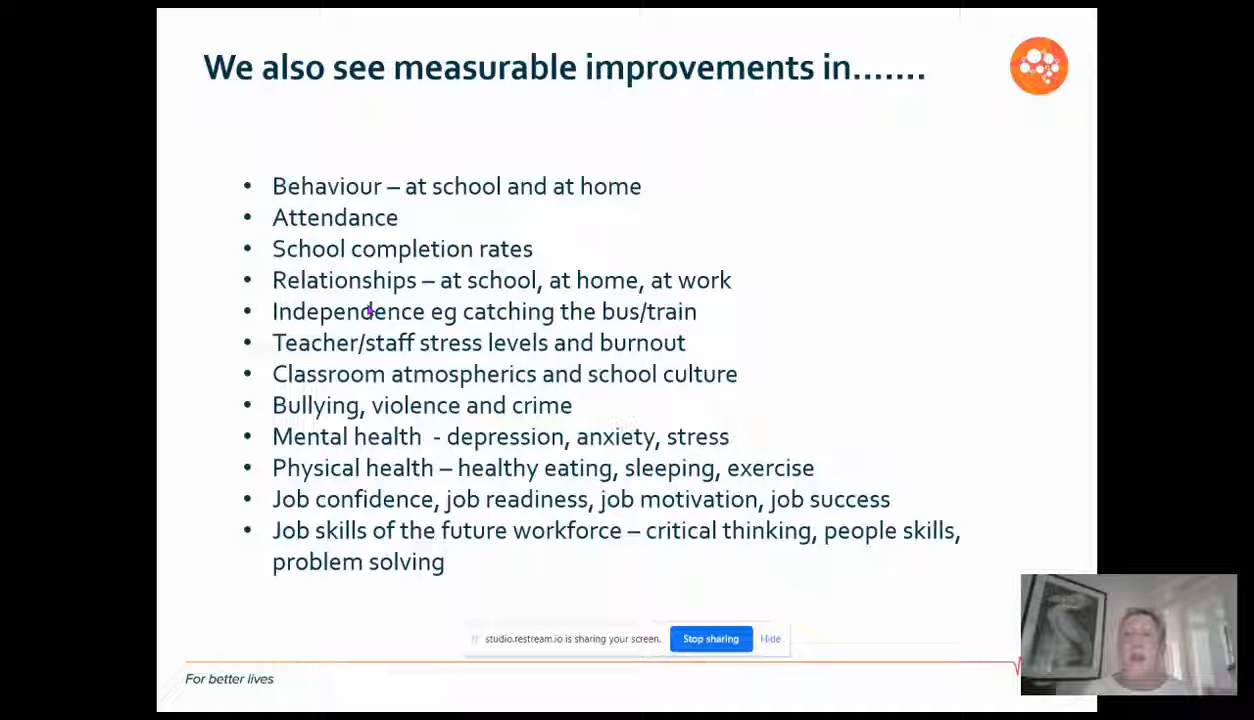 We also see measurable improvements in.......
• Behaviour – at school and at home
• Attendance
• School completion rates
• Relationships – at school, at home, at work
• Independence eg catching the bus/train
• Teacher/staff stress levels and burnout
• Classroom atmospherics and school culture
• Bullying, violence and crime
• Mental health - depression, anxiety, stress
• Physical health – healthy eating, sleeping, exercise
• Job confidence, job readiness, job motivation, job success
• Job skills of the future workforce – critical thinking, people skills,
problem solving
studio.restream.io is sharing your screen. Stop sharing Hide
For better lives